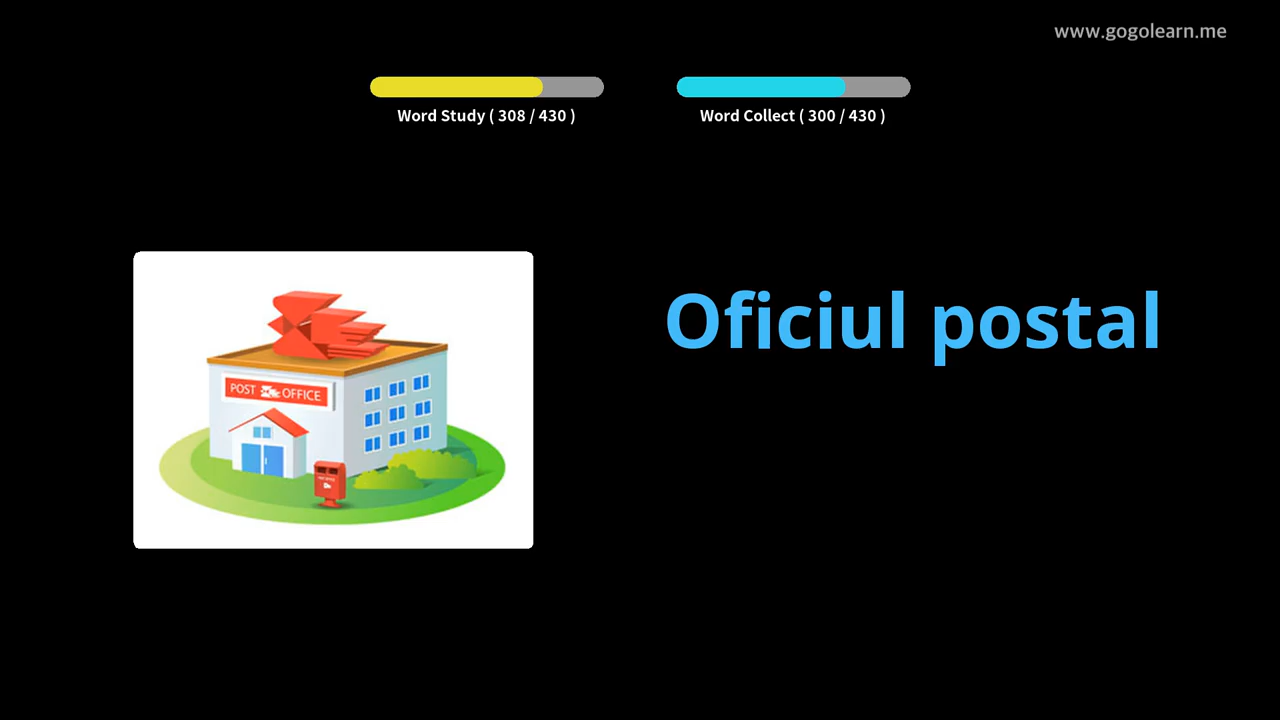 www.gogolearn.me
Word Study ( 308 / 430 )
Word Collect ( 300 / 430 )
Oficiul postal
POST OFFICE